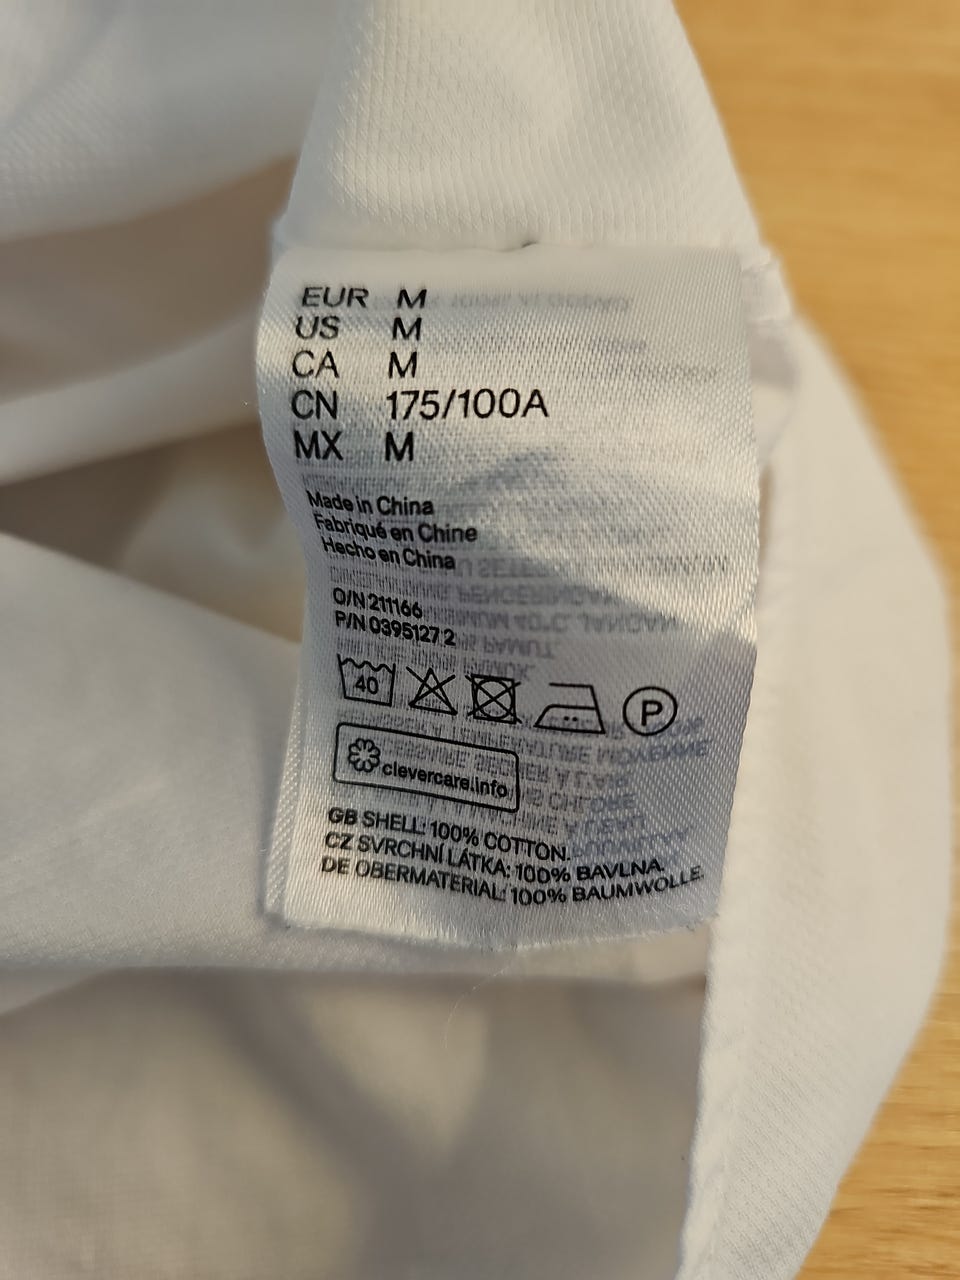 EUR M
US M
CA M
CN 175/100A
MX M
Made in China
Fabriqué en Chine
Hecho en China
O/N 211166
P/N 0395127 2
40
P
clevercare.info
GB SHELL: 100% COTTON.
CZ SVRCHNÍ LÁTKA: 100% BAVLNA.
DE OBERMATERIAL: 100% BAUMWOLLE.